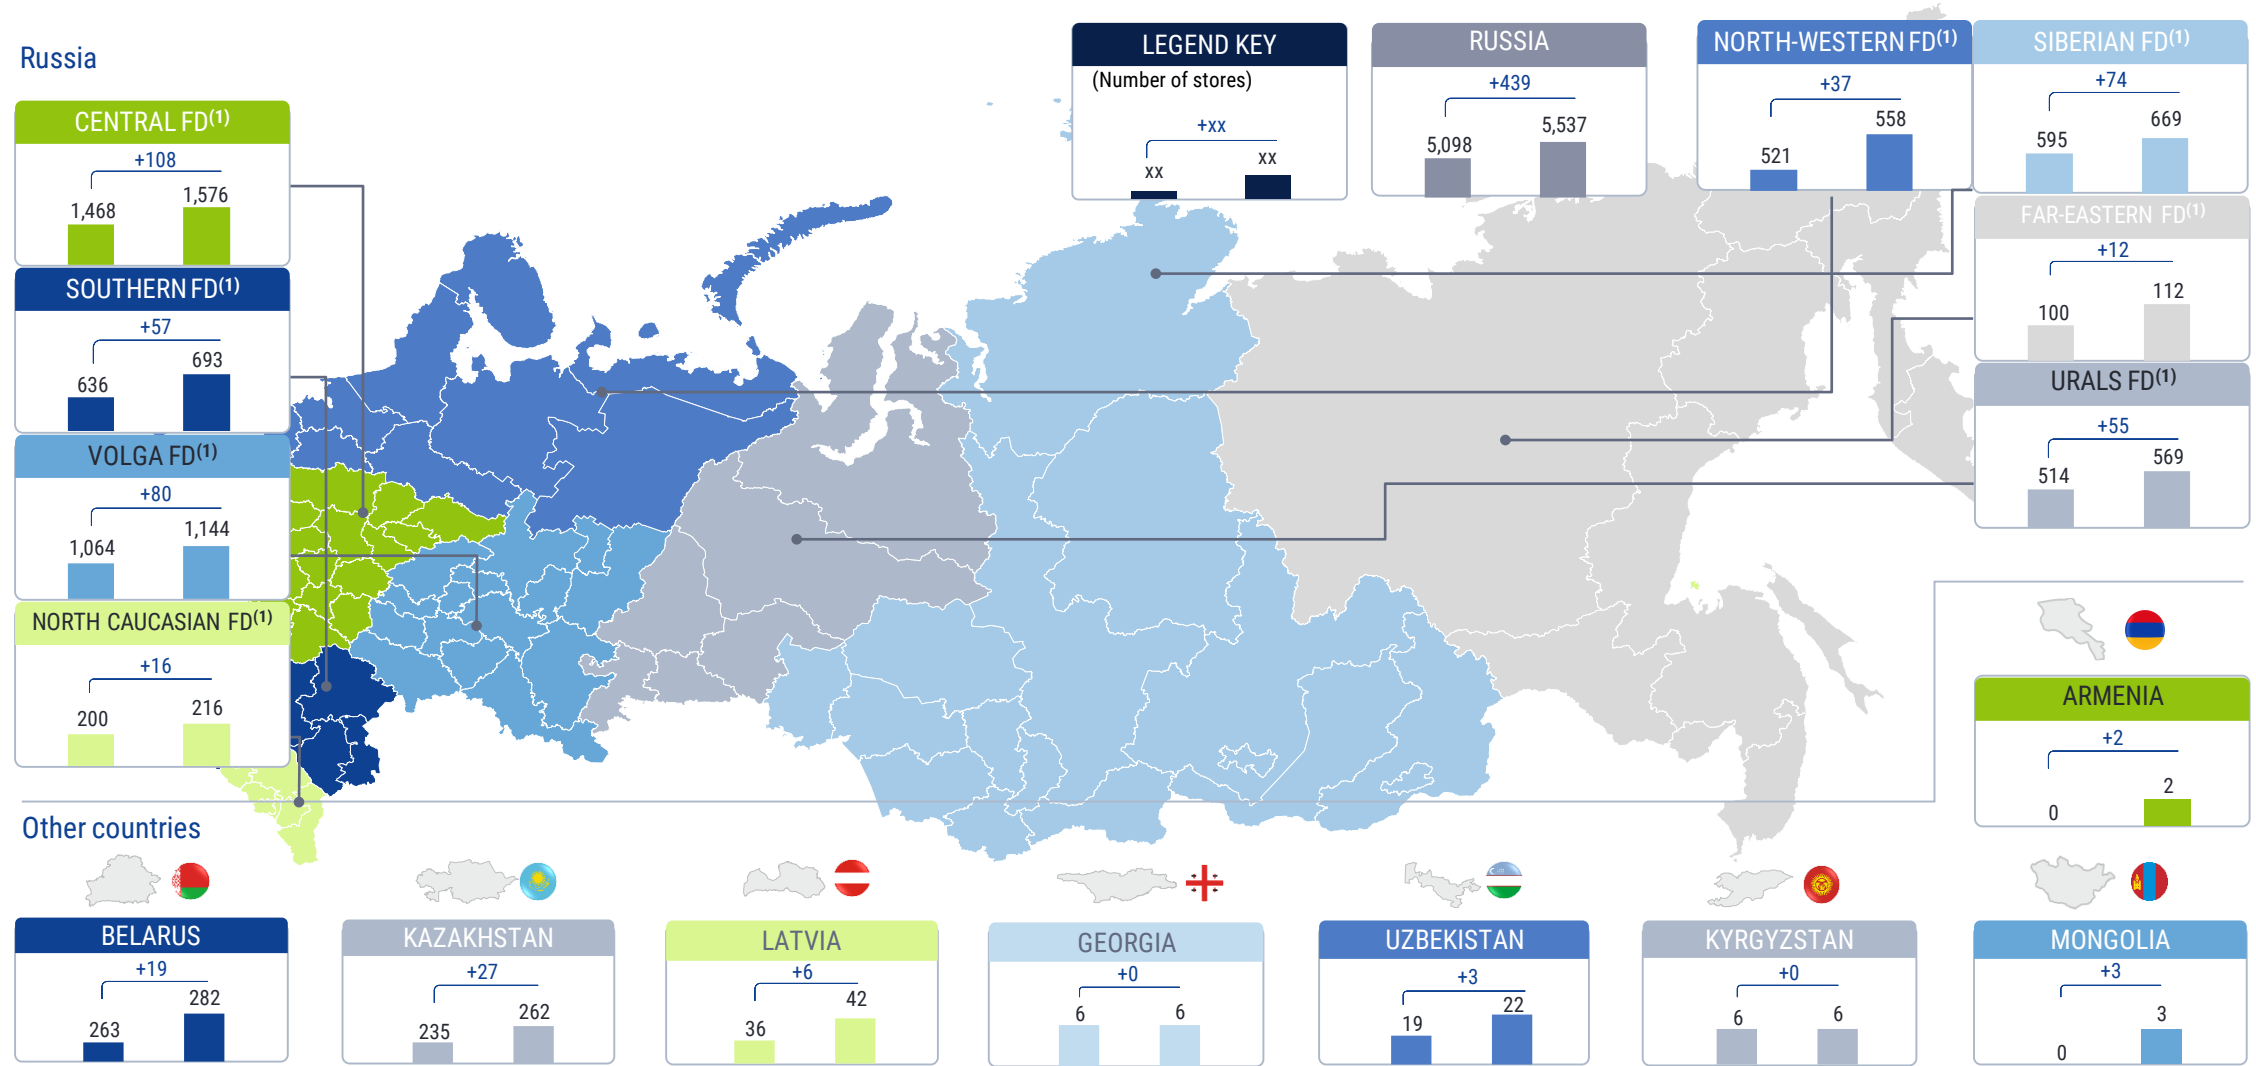 Russia
CENTRAL FD(1)
+108
1,468
1,576
SOUTHERN FD(1)
+57
636
693
VOLGA FD(1)
+80
1,064
1,144
NORTH CAUCASIAN FD(1)
+16
200
216
LEGEND KEY
(Number of stores)
+xx
xx
xx
RUSSIA
+439
5,098
5,537
NORTH-WESTERN FD(1)
+37
521
558
SIBERIAN FD(1)
+74
595
669
FAR-EASTERN FD(1)
+12
100
112
URALS FD(1)
+55
514
569
ARMENIA
+2
0
2
Other countries
BELARUS
+19
263
282
KAZAKHSTAN
+27
235
262
LATVIA
+6
36
42
GEORGIA
+0
6
6
UZBEKISTAN
+3
19
22
KYRGYZSTAN
+0
6
6
MONGOLIA
+3
0
3